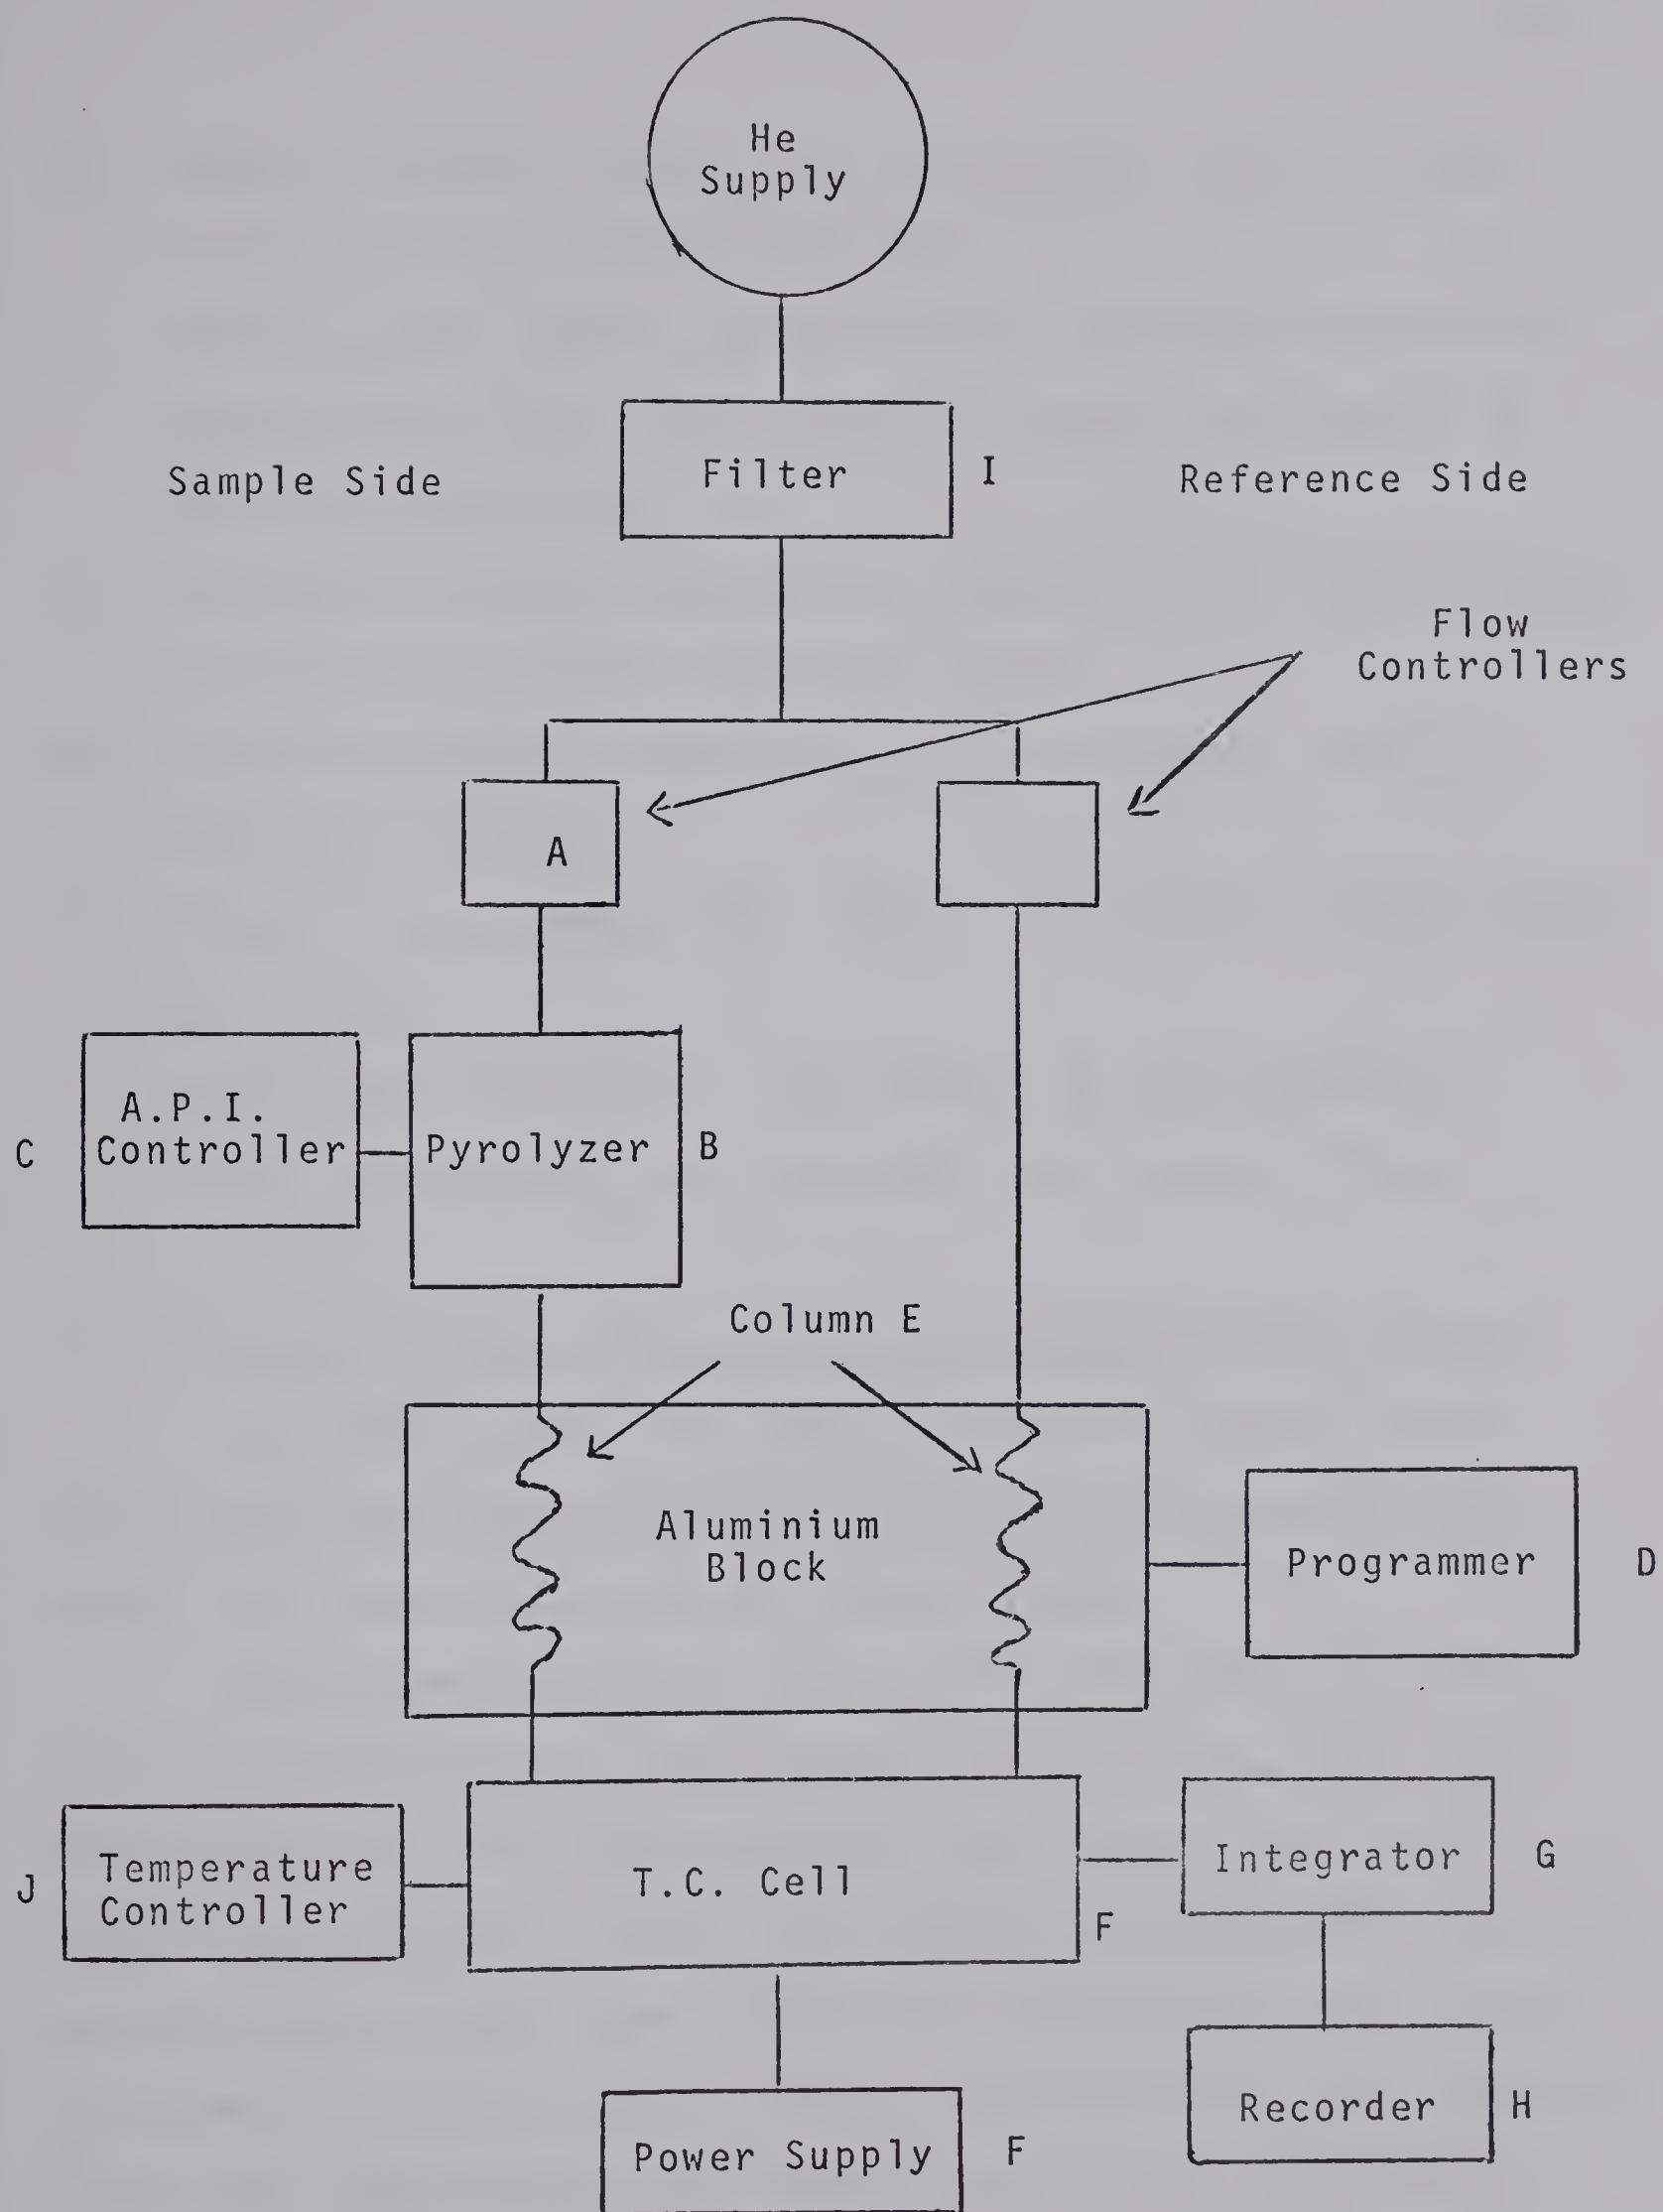 He
Supply
Filter
I
Sample Side
Reference Side
Flow
Controllers
A
A.P.I.
Controller
C
Pyrolyzer
B
Column E
Aluminium
Block
Programmer
D
Temperature
Controller
J
T.C. Cell
F
Integrator
G
Power Supply
F
Recorder
H